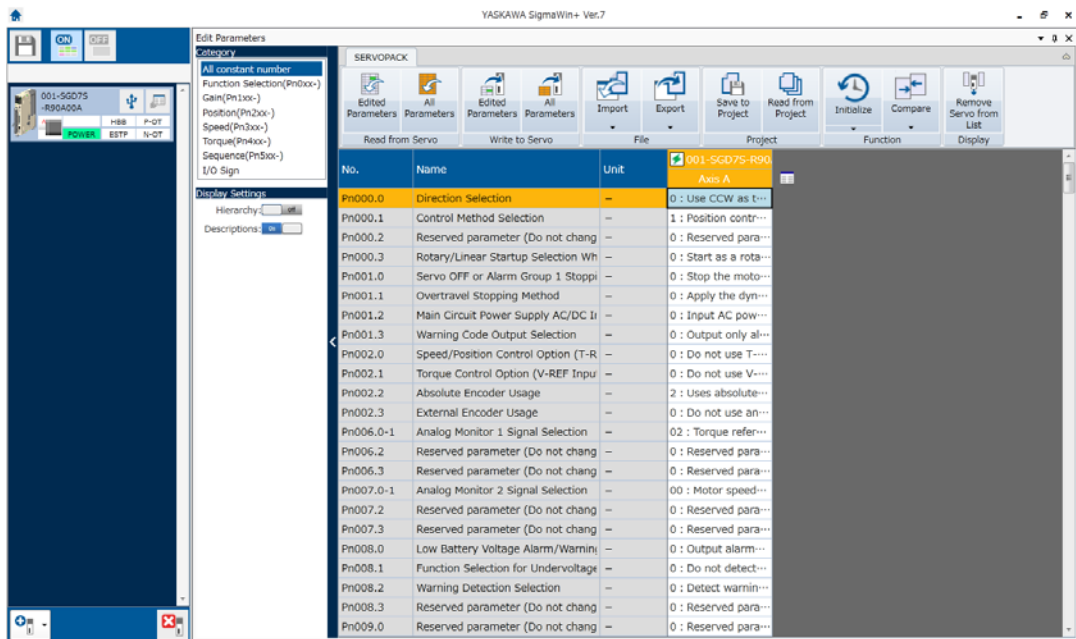 YASKAWA SigmaWin+ Ver.7
ON
OFF
001-SGD7S
-R90A00A
HBB P-OT
POWER ESTP N-OT
Edit Parameters
Category
All constant number
Function Selection(Pn0xx-)
Gain(Pn1xx-)
Position(Pn2xx-)
Speed(Pn3xx-)
Torque(Pn4xx-)
Sequence(Pn5xx-)
I/O Sign
Display Settings
Hierarchy: Off
Descriptions: On
SERVOPACK
Edited Parameters
All Parameters
Read from Servo
Edited Parameters
All Parameters
Write to Servo
Import
Export
File
Save to Project
Read from Project
Project
Initialize
Compare
Function
Remove Servo from List
Display
No. Name Unit 001-SGD7S-R90
Axis A
Pn000.0 Direction Selection − 0 : Use CCW as t···
Pn000.1 Control Method Selection − 1 : Position contr···
Pn000.2 Reserved parameter (Do not chang − 0 : Reserved para···
Pn000.3 Rotary/Linear Startup Selection Wh − 0 : Start as a rota···
Pn001.0 Servo OFF or Alarm Group 1 Stoppi − 0 : Stop the moto···
Pn001.1 Overtravel Stopping Method − 0 : Apply the dyn···
Pn001.2 Main Circuit Power Supply AC/DC I − 0 : Input AC pow···
Pn001.3 Warning Code Output Selection − 0 : Output only al···
Pn002.0 Speed/Position Control Option (T-R − 0 : Do not use T-···
Pn002.1 Torque Control Option (V-REF Input − 0 : Do not use V-···
Pn002.2 Absolute Encoder Usage − 2 : Uses absolute···
Pn002.3 External Encoder Usage − 0 : Do not use an···
Pn006.0-1 Analog Monitor 1 Signal Selection − 02 : Torque refer···
Pn006.2 Reserved parameter (Do not chang − 0 : Reserved para···
Pn006.3 Reserved parameter (Do not chang − 0 : Reserved para···
Pn007.0-1 Analog Monitor 2 Signal Selection − 00 : Motor speed···
Pn007.2 Reserved parameter (Do not chang − 0 : Reserved para···
Pn007.3 Reserved parameter (Do not chang − 0 : Reserved para···
Pn008.0 Low Battery Voltage Alarm/Warning − 0 : Output alarm···
Pn008.1 Function Selection for Undervoltage − 0 : Do not detect···
Pn008.2 Warning Detection Selection − 0 : Detect warnin···
Pn008.3 Reserved parameter (Do not chang − 0 : Reserved para···
Pn009.0 Reserved parameter (Do not chang − 0 : Reserved para···